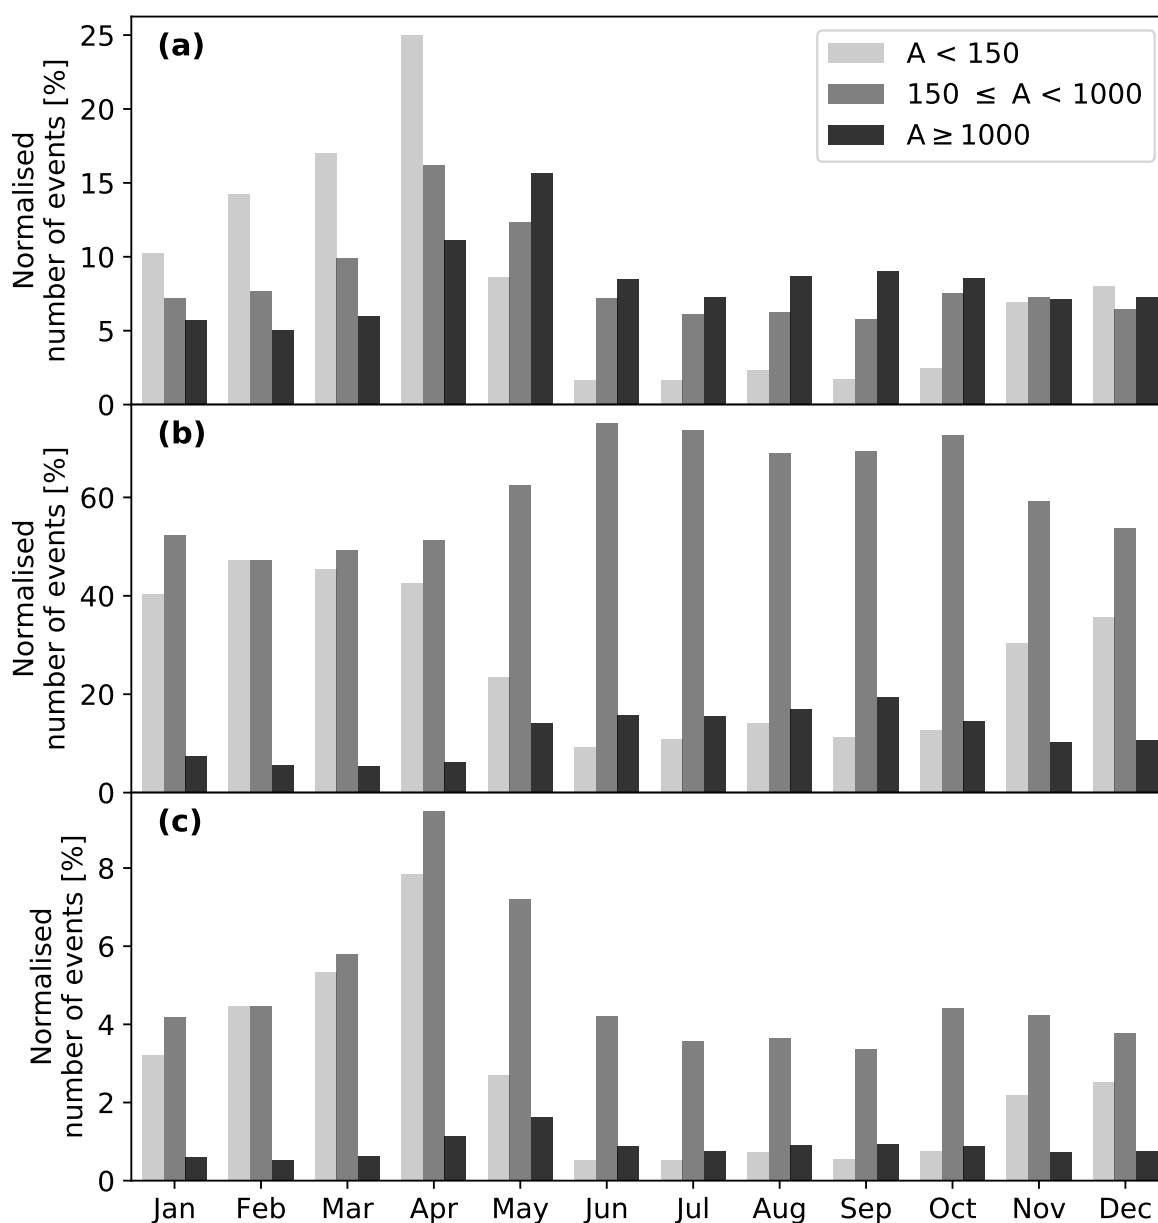 (a)
25
20
15
10
5
0
Normalised
number of events [%]
A < 150
150 ≤ A < 1000
A ≥ 1000
(b)
60
40
20
0
Normalised
number of events [%]
(c)
8
6
4
2
0
Normalised
number of events [%]
Jan Feb Mar Apr May Jun Jul Aug Sep Oct Nov Dec